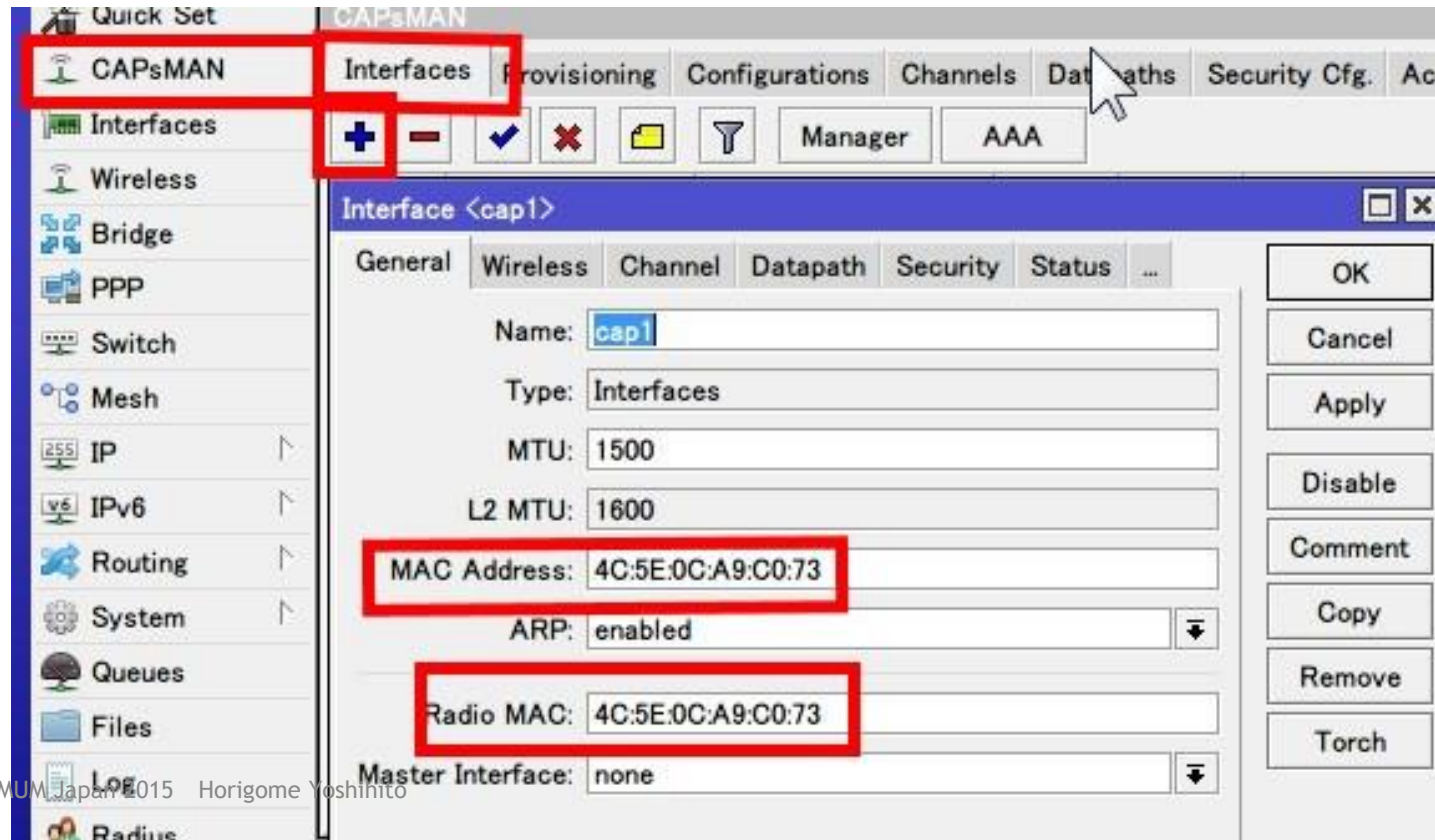 Quick Set
CAPsMAN
Interfaces
Wireless
Bridge
PPP
Switch
Mesh
255 IP
v6 IPv6
Routing
System
Queues
Files
Log
Radius
CAPsMAN
Interfaces Provisioning Configurations Channels Datapaths Security Cfg. Ac
Manager AAA
Interface <cap1>
General Wireless Channel Datapath Security Status ...
Name: cap1
Type: Interfaces
MTU: 1500
L2 MTU: 1600
MAC Address: 4C:5E:0C:A9:C0:73
ARP: enabled
Radio MAC: 4C:5E:0C:A9:C0:73
Master Interface: none
OK
Cancel
Apply
Disable
Comment
Copy
Remove
Torch
MUM Japan 2015 Horigome Yoshihito